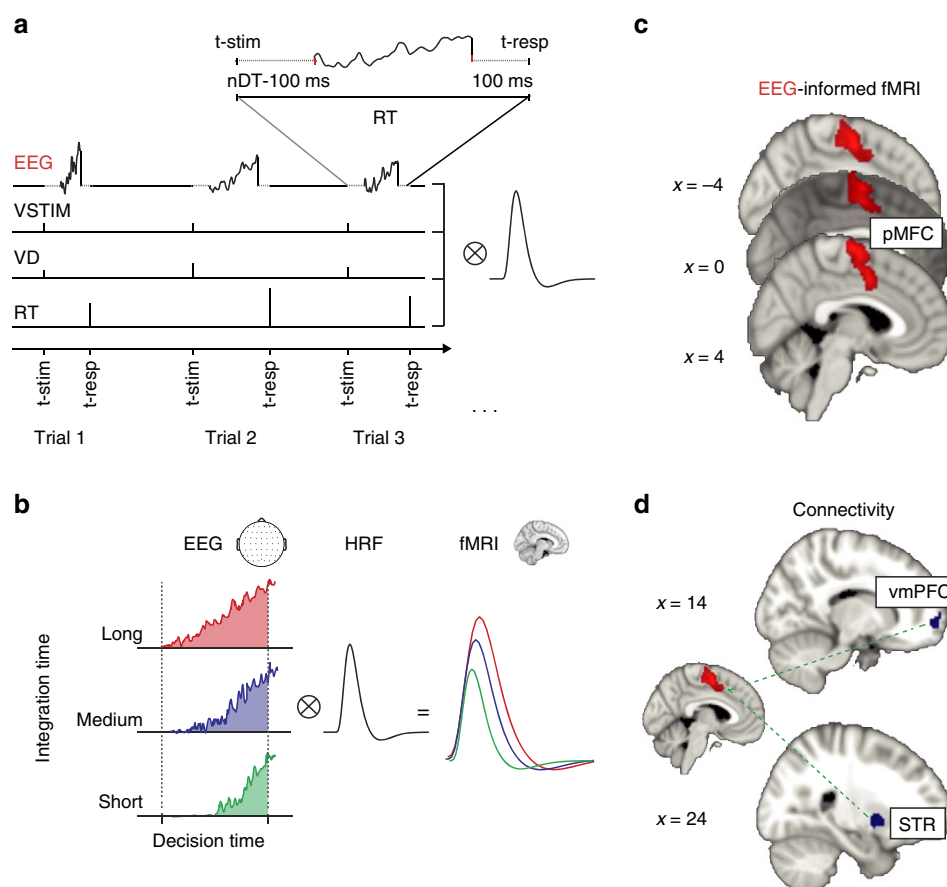 a
t-stim
t-resp
nDT-100 ms
100 ms
RT
EEG
VSTIM
VD
RT
t-stim
t-resp
t-stim
t-resp
t-stim
t-resp
. . .
Trial 1
Trial 2
Trial 3
b
EEG
HRF
fMRI
Integration time
Long
Medium
=
Short
Decision time
c
EEG-informed fMRI
x = –4
pMFC
x = 0
x = 4
d
Connectivity
x = 14
vmPFC
x = 24
STR